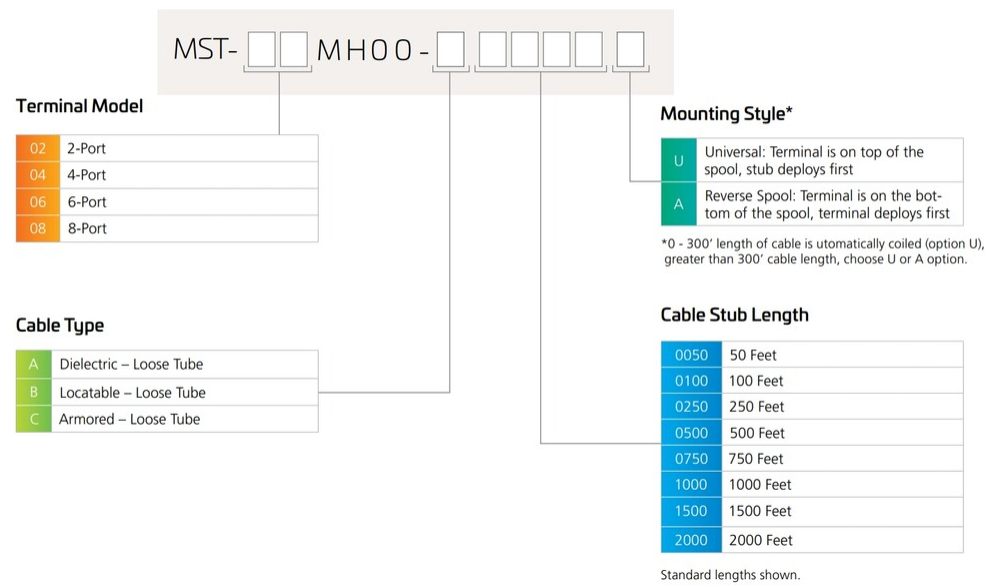 MST- MH00 -
Terminal Model
02 2-Port
04 4-Port
06 6-Port
08 8-Port
Cable Type
A Dielectric – Loose Tube
B Locatable – Loose Tube
C Armored – Loose Tube
Mounting Style*
U Universal: Terminal is on top of the
spool, stub deploys first
A Reverse Spool: Terminal is on the bot-
tom of the spool, terminal deploys first
*0 - 300’ length of cable is utomatically coiled (option U),
greater than 300’ cable length, choose U or A option.
Cable Stub Length
0050 50 Feet
0100 100 Feet
0250 250 Feet
0500 500 Feet
0750 750 Feet
1000 1000 Feet
1500 1500 Feet
2000 2000 Feet
Standard lengths shown.